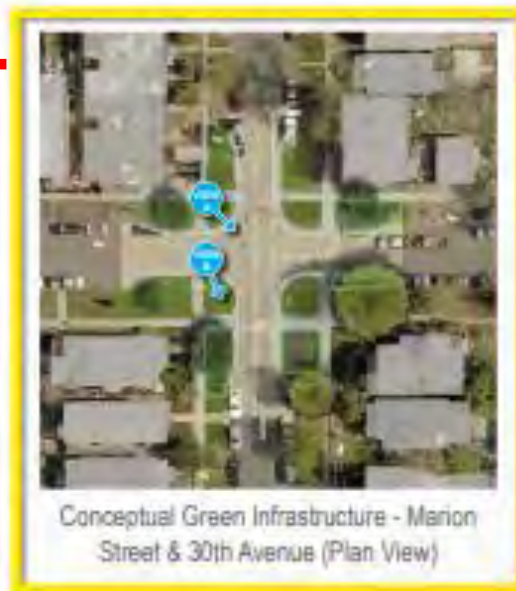 Conceptual Green Infrastructure - Marion
Street & 30th Avenue (Plan View)